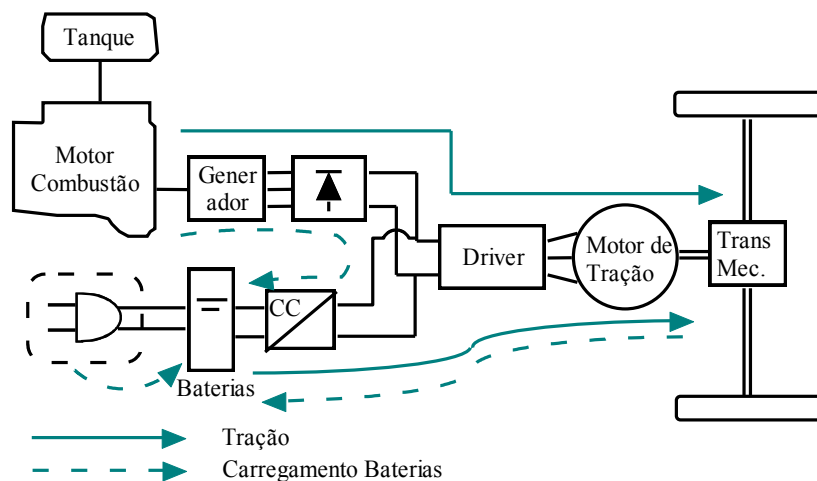 Tanque
Motor
Combustão
Gener
ador
Driver
Motor de
Tração
Trans
Mec.
CC
Baterias
Tração
Carregamento Baterias